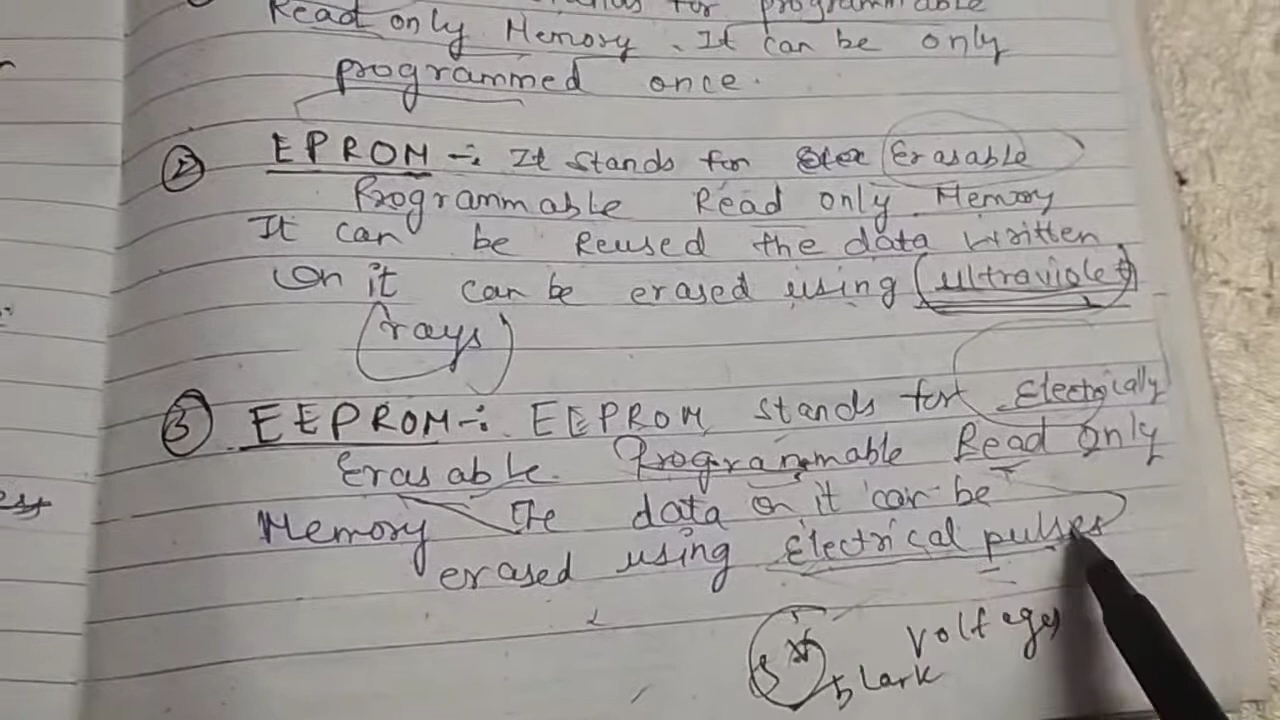 for programmable
Read only Memory. It can be only
programmed once.
② EPROM -: It stands for Erasable
Programmable Read only Memory
It can be Reused the data written
on it can be erased using (ultraviolet)
(rays)
③ EEPROM -: EEPROM stands for Electrically
Erasable Programmable Read Only
Memory The data on it can be
erased using Electrical pulses
voltages